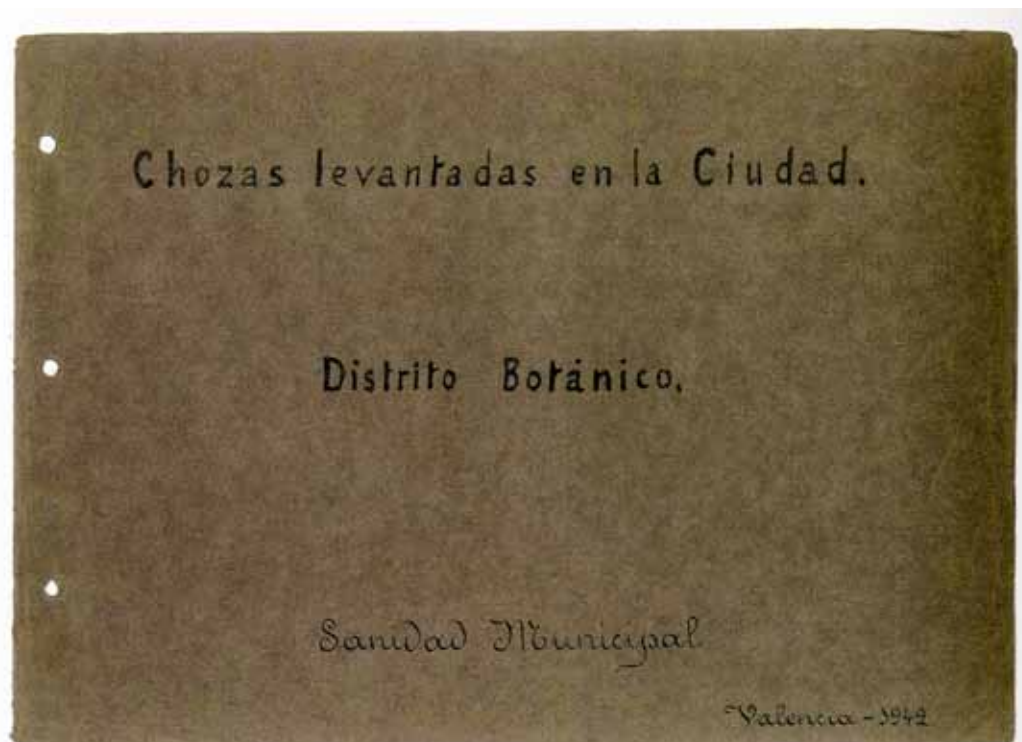 Chozas levantadas en la Ciudad.
Distrito Botánico.
Sanidad Municipal
Valencia-1942